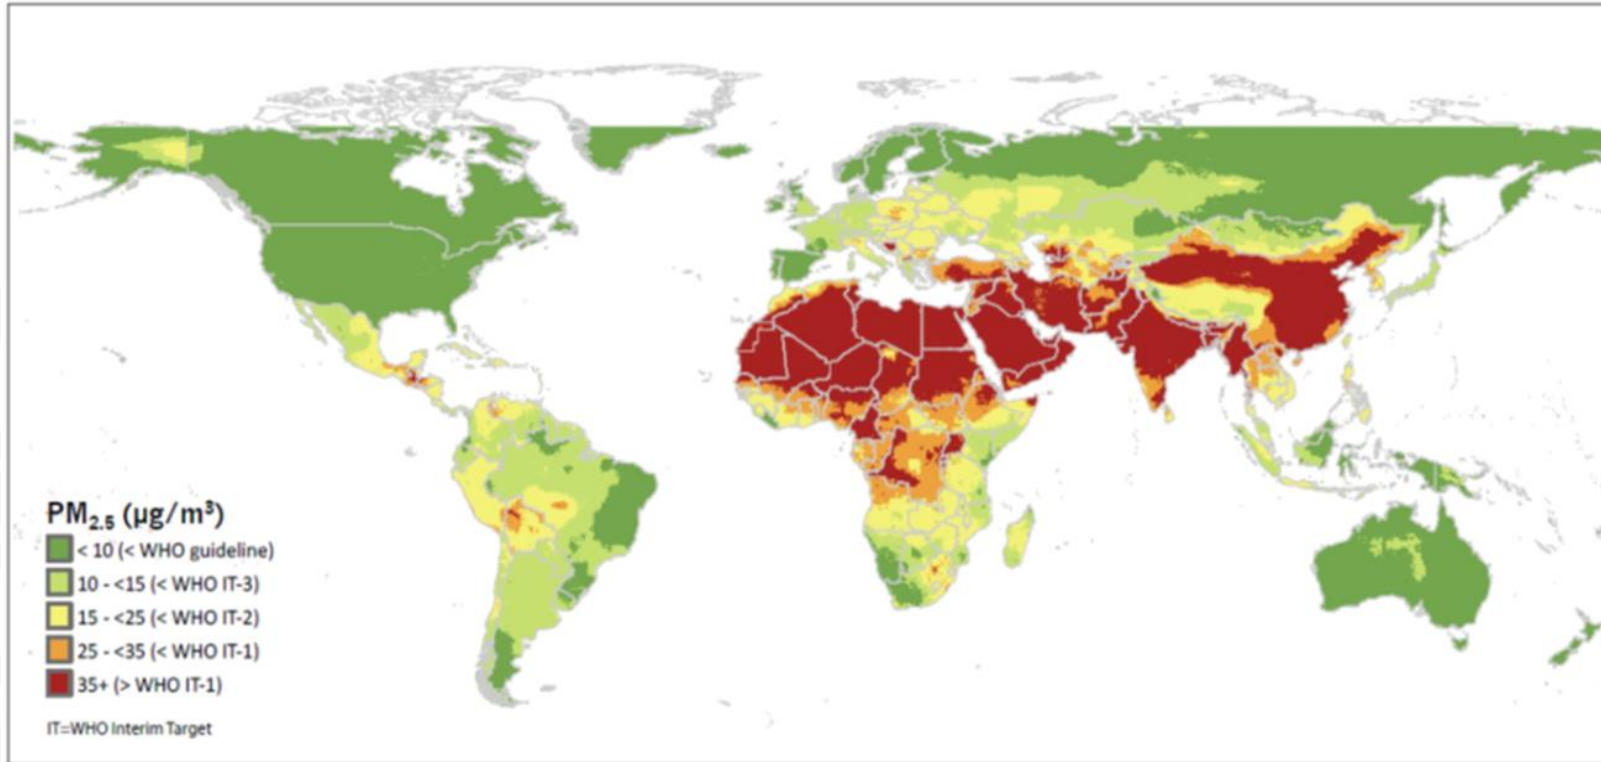 PM2.5 (µg/m³)
< 10 (< WHO guideline)
10 - <15 (< WHO IT-3)
15 - <25 (< WHO IT-2)
25 - <35 (< WHO IT-1)
35+ (> WHO IT-1)
IT=WHO Interim Target